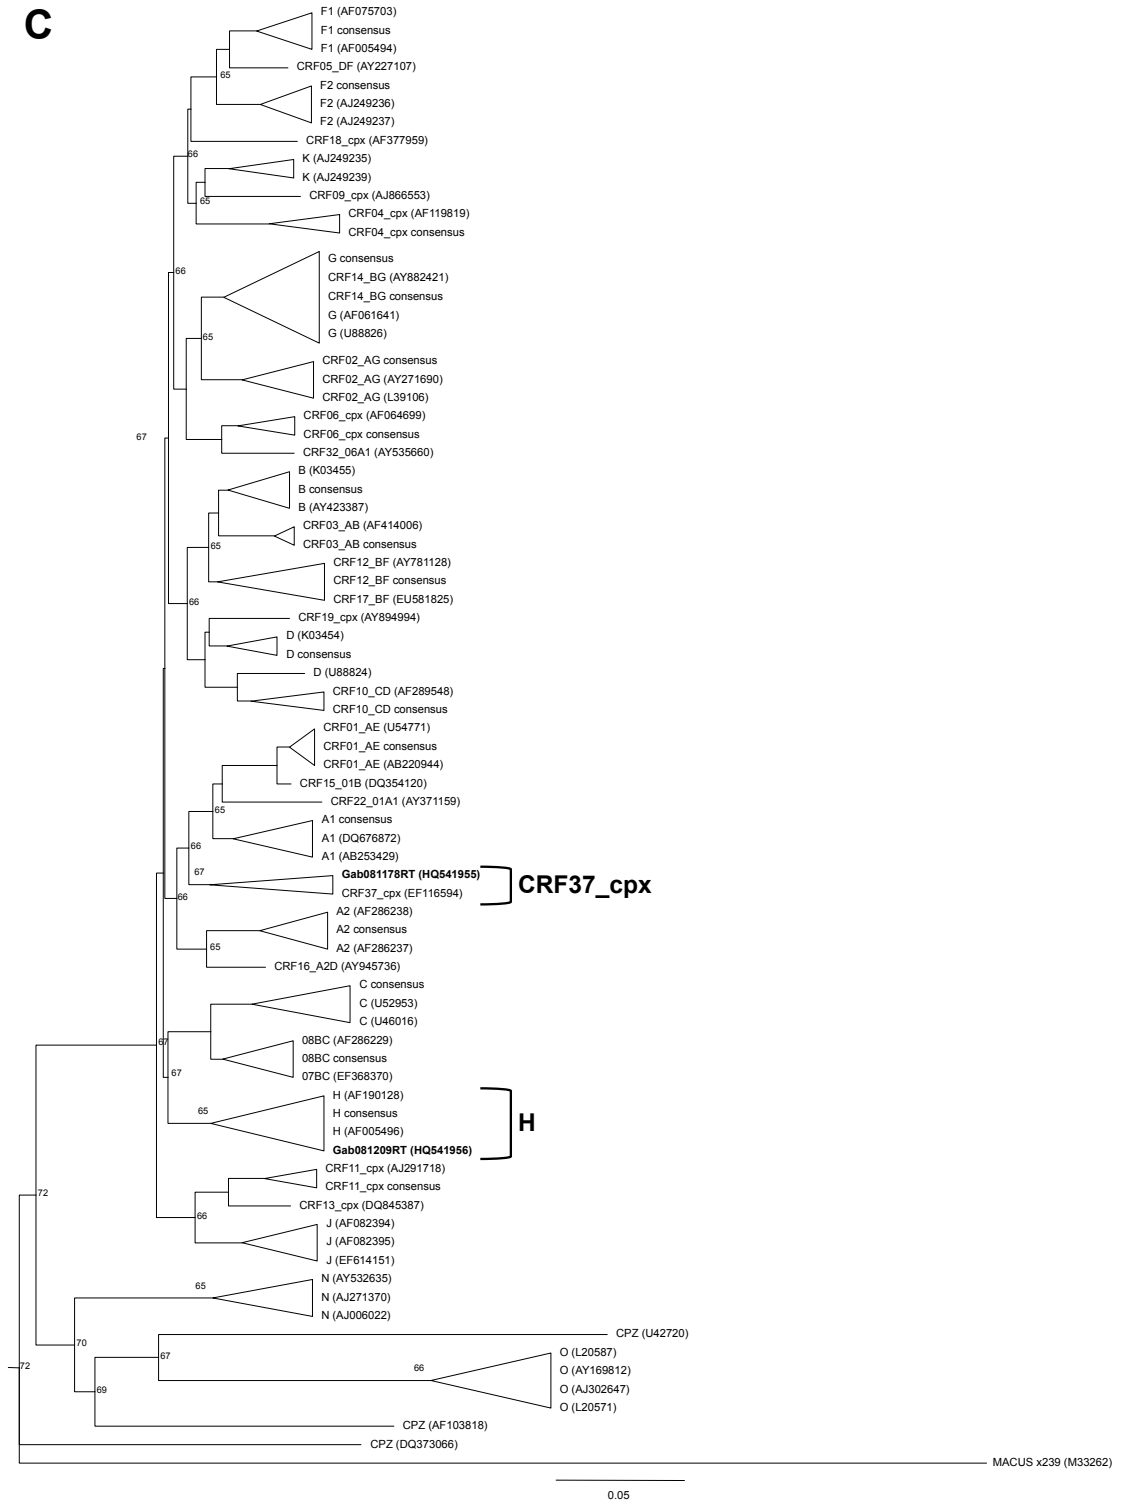 C
F1 (AF075703)
F1 consensus
F1 (AF005494)
CRF05_DF (AY227107)
65
F2 consensus
F2 (AJ249236)
F2 (AJ249237)
CRF18_cpx (AF377959)
66
K (AJ249235)
K (AJ249239)
CRF09_cpx (AJ866553)
65
CRF04_cpx (AF119819)
CRF04_cpx consensus
G consensus
66
CRF14_BG (AY882421)
CRF14_BG consensus
G (AF061641)
G (U88826)
65
CRF02_AG consensus
CRF02_AG (AY271690)
CRF02_AG (L39106)
CRF06_cpx (AF064699)
CRF06_cpx consensus
67
CRF32_06A1 (AY535660)
B (K03455)
B consensus
B (AY423387)
CRF03_AB (AF414006)
CRF03_AB consensus
65
CRF12_BF (AY781128)
CRF12_BF consensus
CRF17_BF (EU581825)
66
CRF19_cpx (AY894994)
D (K03454)
D consensus
D (U88824)
CRF10_CD (AF289548)
CRF10_CD consensus
CRF01_AE (U54771)
CRF01_AE consensus
CRF01_AE (AB220944)
CRF15_01B (DQ354120)
CRF22_01A1 (AY371159)
65
A1 consensus
A1 (DQ676872)
66
A1 (AB253429)
67
Gab081178RT (HQ541955)
CRF37_cpx
CRF37_cpx (EF116594)
66
A2 (AF286238)
A2 consensus
65
A2 (AF286237)
CRF16_A2D (AY945736)
C consensus
C (U52953)
C (U46016)
08BC (AF286229)
67
08BC consensus
67
07BC (EF368370)
H (AF190128)
65
H consensus
H
H (AF005496)
Gab081209RT (HQ541956)
CRF11_cpx (AJ291718)
CRF11_cpx consensus
72
CRF13_cpx (DQ845387)
66
J (AF082394)
J (AF082395)
J (EF614151)
N (AY532635)
65
N (AJ271370)
N (AJ006022)
CPZ (U42720)
70
O (L20587)
67
72
66
O (AY169812)
O (AJ302647)
69
O (L20571)
CPZ (AF103818)
CPZ (DQ373066)
MACUS x239 (M33262)
0.05